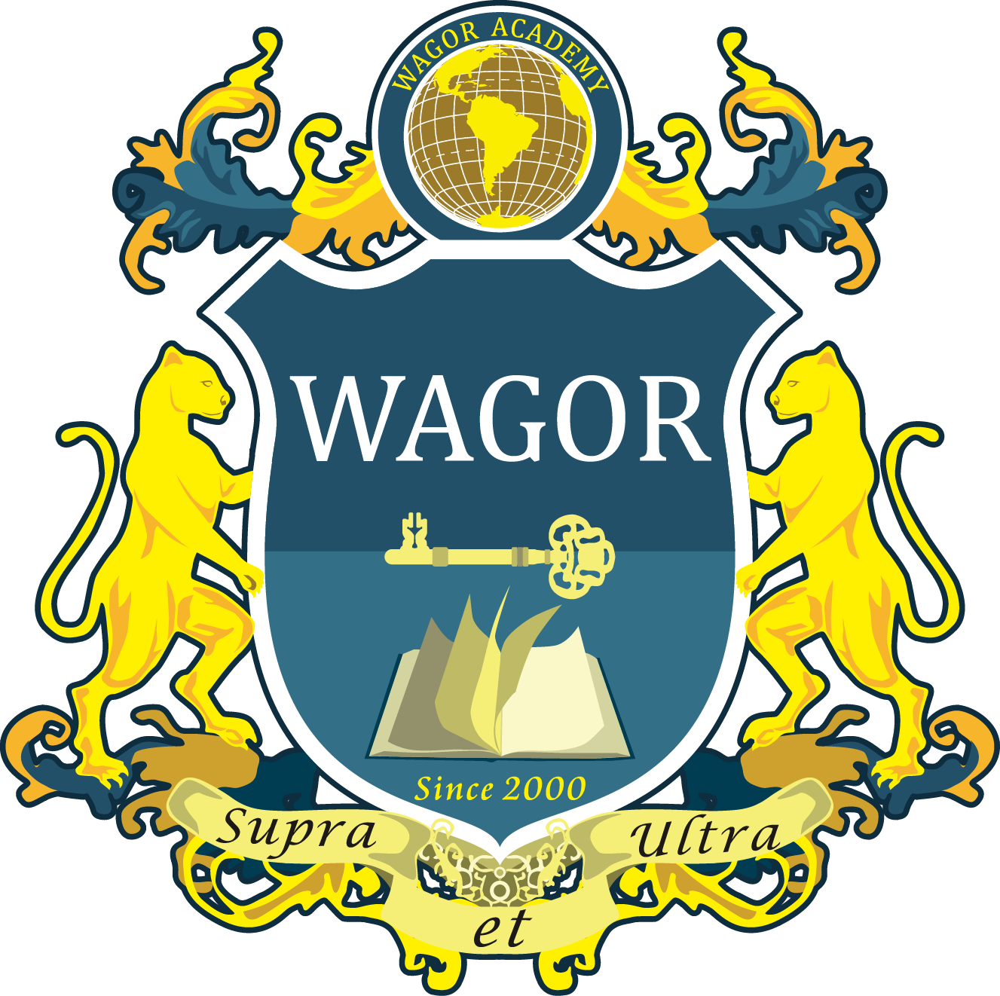 WAGOR ACADEMY
WAGOR
Since 2000
Supra
et
Ultra